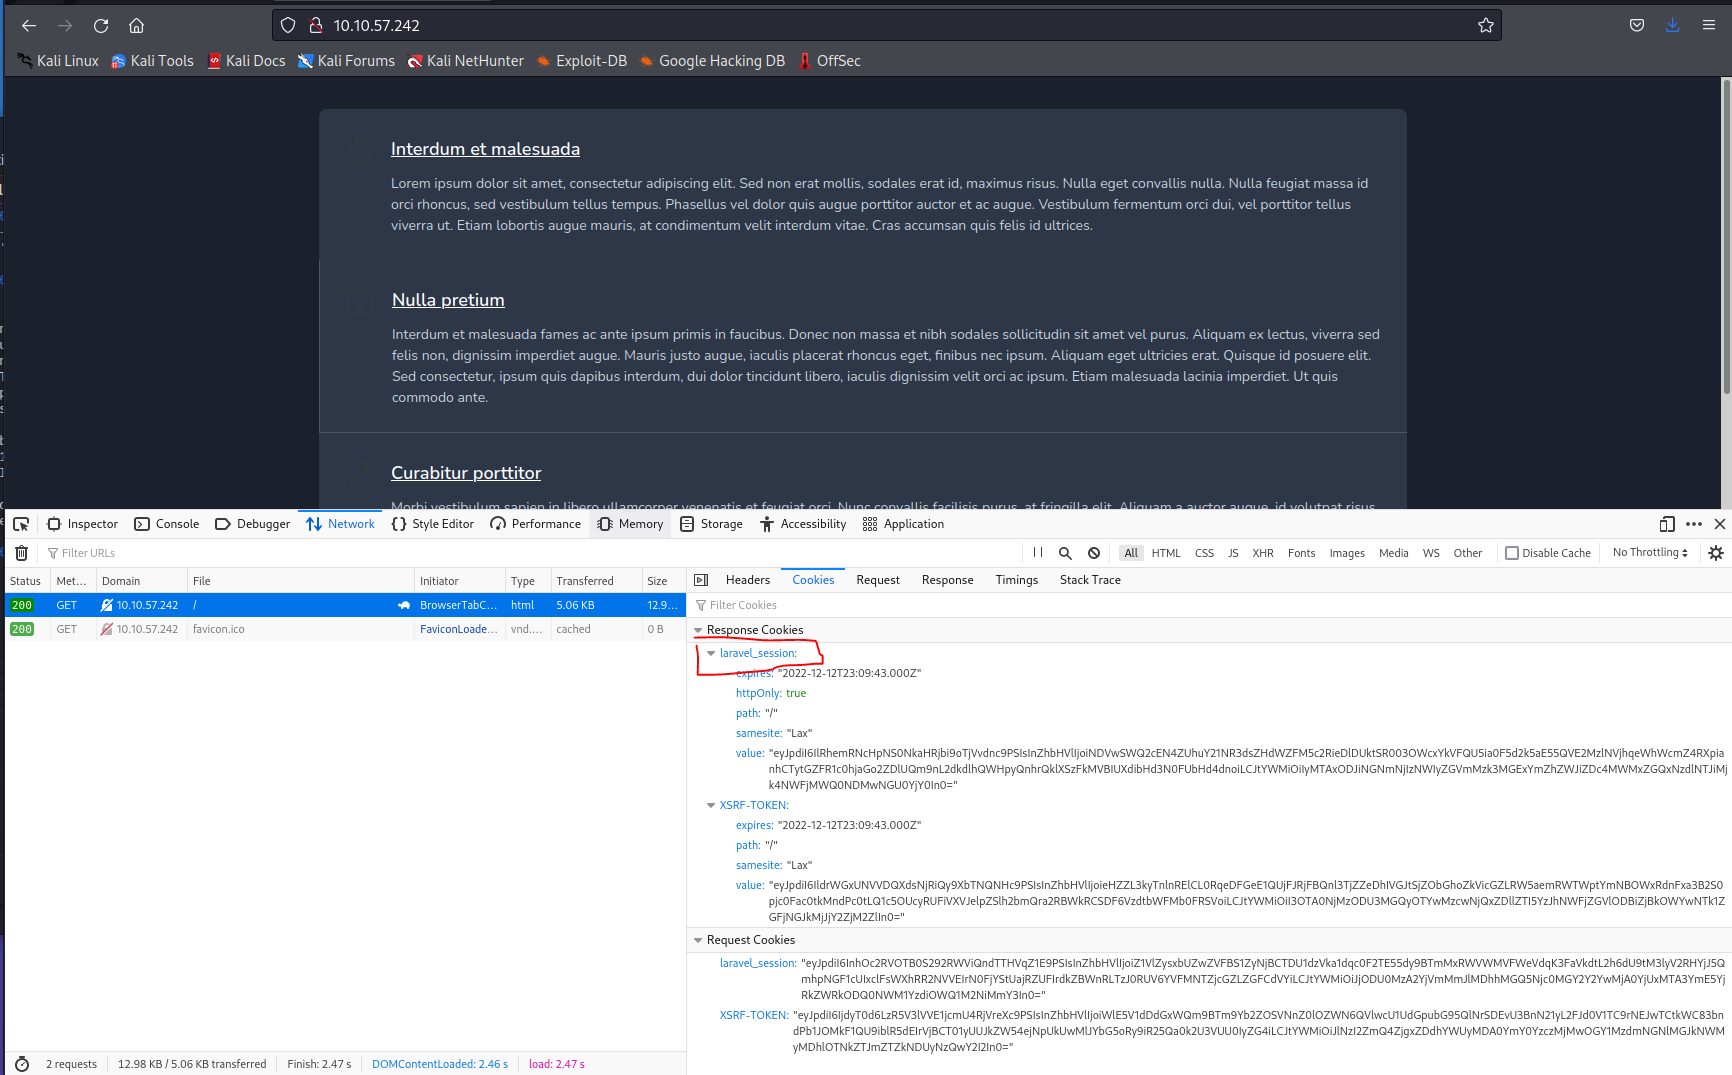 10.10.57.242
Kali Linux Kali Tools Kali Docs Kali Forums Kali NetHunter Exploit-DB Google Hacking DB OffSec
Interdum et malesuada
Lorem ipsum dolor sit amet, consectetur adipiscing elit. Sed non erat mollis, sodales erat id, maximus risus. Nulla eget convallis nulla. Nulla feugiat massa id
orci rhoncus, sed vestibulum tellus tempus. Phasellus vel dolor quis augue porttitor auctor et ac augue. Vestibulum fermentum orci dui, vel porttitor tellus
viverra ut. Etiam lobortis augue mauris, at condimentum velit interdum vitae. Cras accumsan quis felis id ultrices.
Nulla pretium
Interdum et malesuada fames ac ante ipsum primis in faucibus. Donec non massa et nibh sodales sollicitudin sit amet vel purus. Aliquam ex lectus, viverra sed
felis non, dignissim imperdiet augue. Mauris justo augue, iaculis placerat rhoncus eget, finibus nec ipsum. Aliquam eget ultricies erat. Quisque id posuere elit.
Sed consectetur, ipsum quis dapibus interdum, dui dolor tincidunt libero, iaculis dignissim velit orci ac ipsum. Etiam malesuada lacinia imperdiet. Ut quis
commodo ante.
Curabitur porttitor
Morbi vestibulum sapien in libero ullamcorper venenatis et feugiat orci. Nunc convallis facilisis purus, at fringilla elit. Aliquam a auctor augue, id volutpat risus.
Inspector Console Debugger Network Style Editor Performance Memory Storage Accessibility Application
Filter URLs
All HTML CSS JS XHR Fonts Images Media WS Other Disable Cache No Throttling
Status Met... Domain File Initiator Type Transferred Size
Headers Cookies Request Response Timings Stack Trace
200 GET 10.10.57.242 / BrowserTabC... html 5.06 KB 12.9...
200 GET 10.10.57.242 favicon.ico FaviconLoade... vnd.... cached 0 B
Filter Cookies
Response Cookies
laravel_session:
expires: "2022-12-12T23:09:43.000Z"
httpOnly: true
path: "/"
samesite: "Lax"
value:
XSRF-TOKEN:
expires: "2022-12-12T23:09:43.000Z"
path: "/"
samesite: "Lax"
value:
Request Cookies
laravel_session:
XSRF-TOKEN:
2 requests 12.98 KB / 5.06 KB transferred Finish: 2.47 s DOMContentLoaded: 2.46 s load: 2.47 s